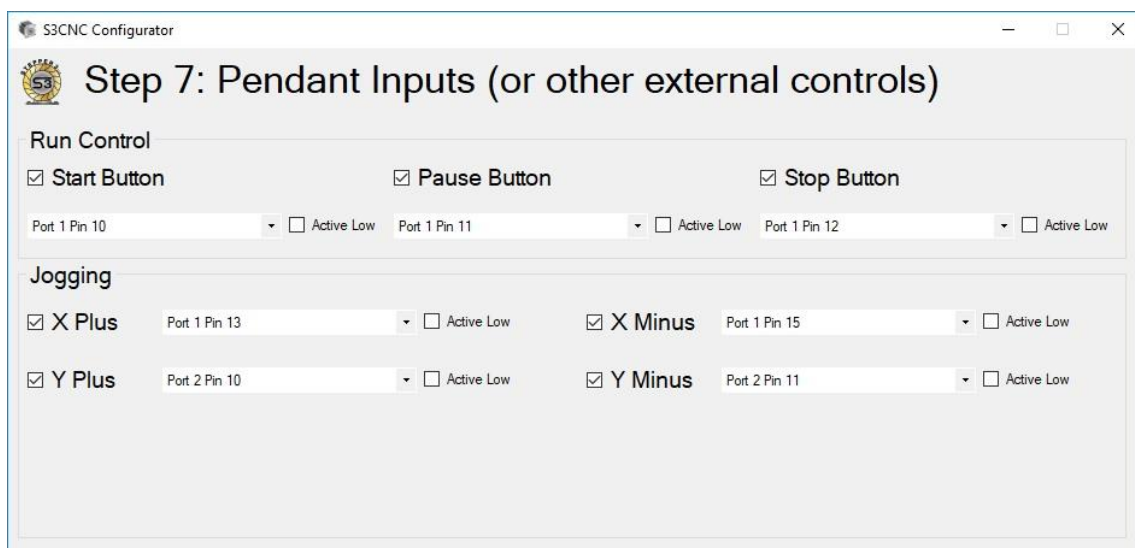 S3CNC Configurator
Step 7: Pendant Inputs (or other external controls)
Run Control
Start Button Pause Button Stop Button
Port 1 Pin 10 Active Low Port 1 Pin 11 Active Low Port 1 Pin 12 Active Low
Jogging
X Plus Port 1 Pin 13 Active Low X Minus Port 1 Pin 15 Active Low
Y Plus Port 2 Pin 10 Active Low Y Minus Port 2 Pin 11 Active Low